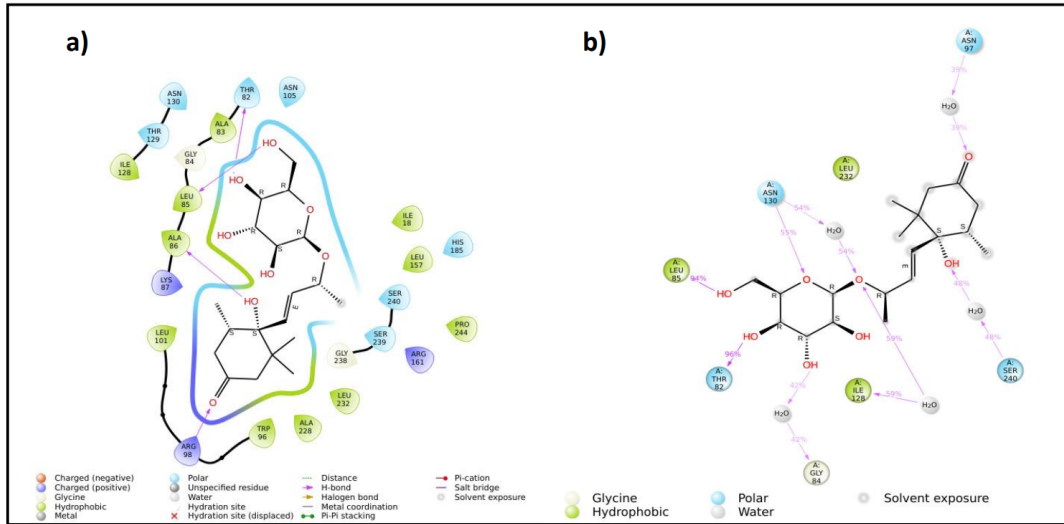 a)
ASN
130
THR
82
ASN
105
THR
129
ALA
83
ILE
128
GLY
84
LEU
85
ALA
86
LYS
87
LEU
101
ARG
98
TRP
96
ALA
228
LEU
232
GLY
238
SER
239
SER
240
ARG
161
PRO
244
HIS
185
LEU
157
ILE
18
HO
HO
HO
HO
O
O
HO
O
R
R
R
R
S
R
E
S
S
Charged (negative)
Charged (positive)
Glycine
Hydrophobic
Metal
Polar
Unspecified residue
Water
Hydration site
Hydration site (displaced)
Distance
H-bond
Halogen bond
Metal coordination
Pi-Pi stacking
Pi-cation
Salt bridge
Solvent exposure
b)
A:
ASN
97
39%
H₂O
39%
O
A:
LEU
232
A:
ASN
130
54%
H₂O
54%
55%
A:
LEU
85
94%
HO
O
O
R
R
R
R
S
R
E
S
S
OH
48%
H₂O
48%
A:
SER
240
HO
96%
A:
THR
82
OH
OH
42%
H₂O
42%
A:
GLY
84
59%
H₂O
59%
A:
ILE
128
Glycine
Hydrophobic
Polar
Water
Solvent exposure